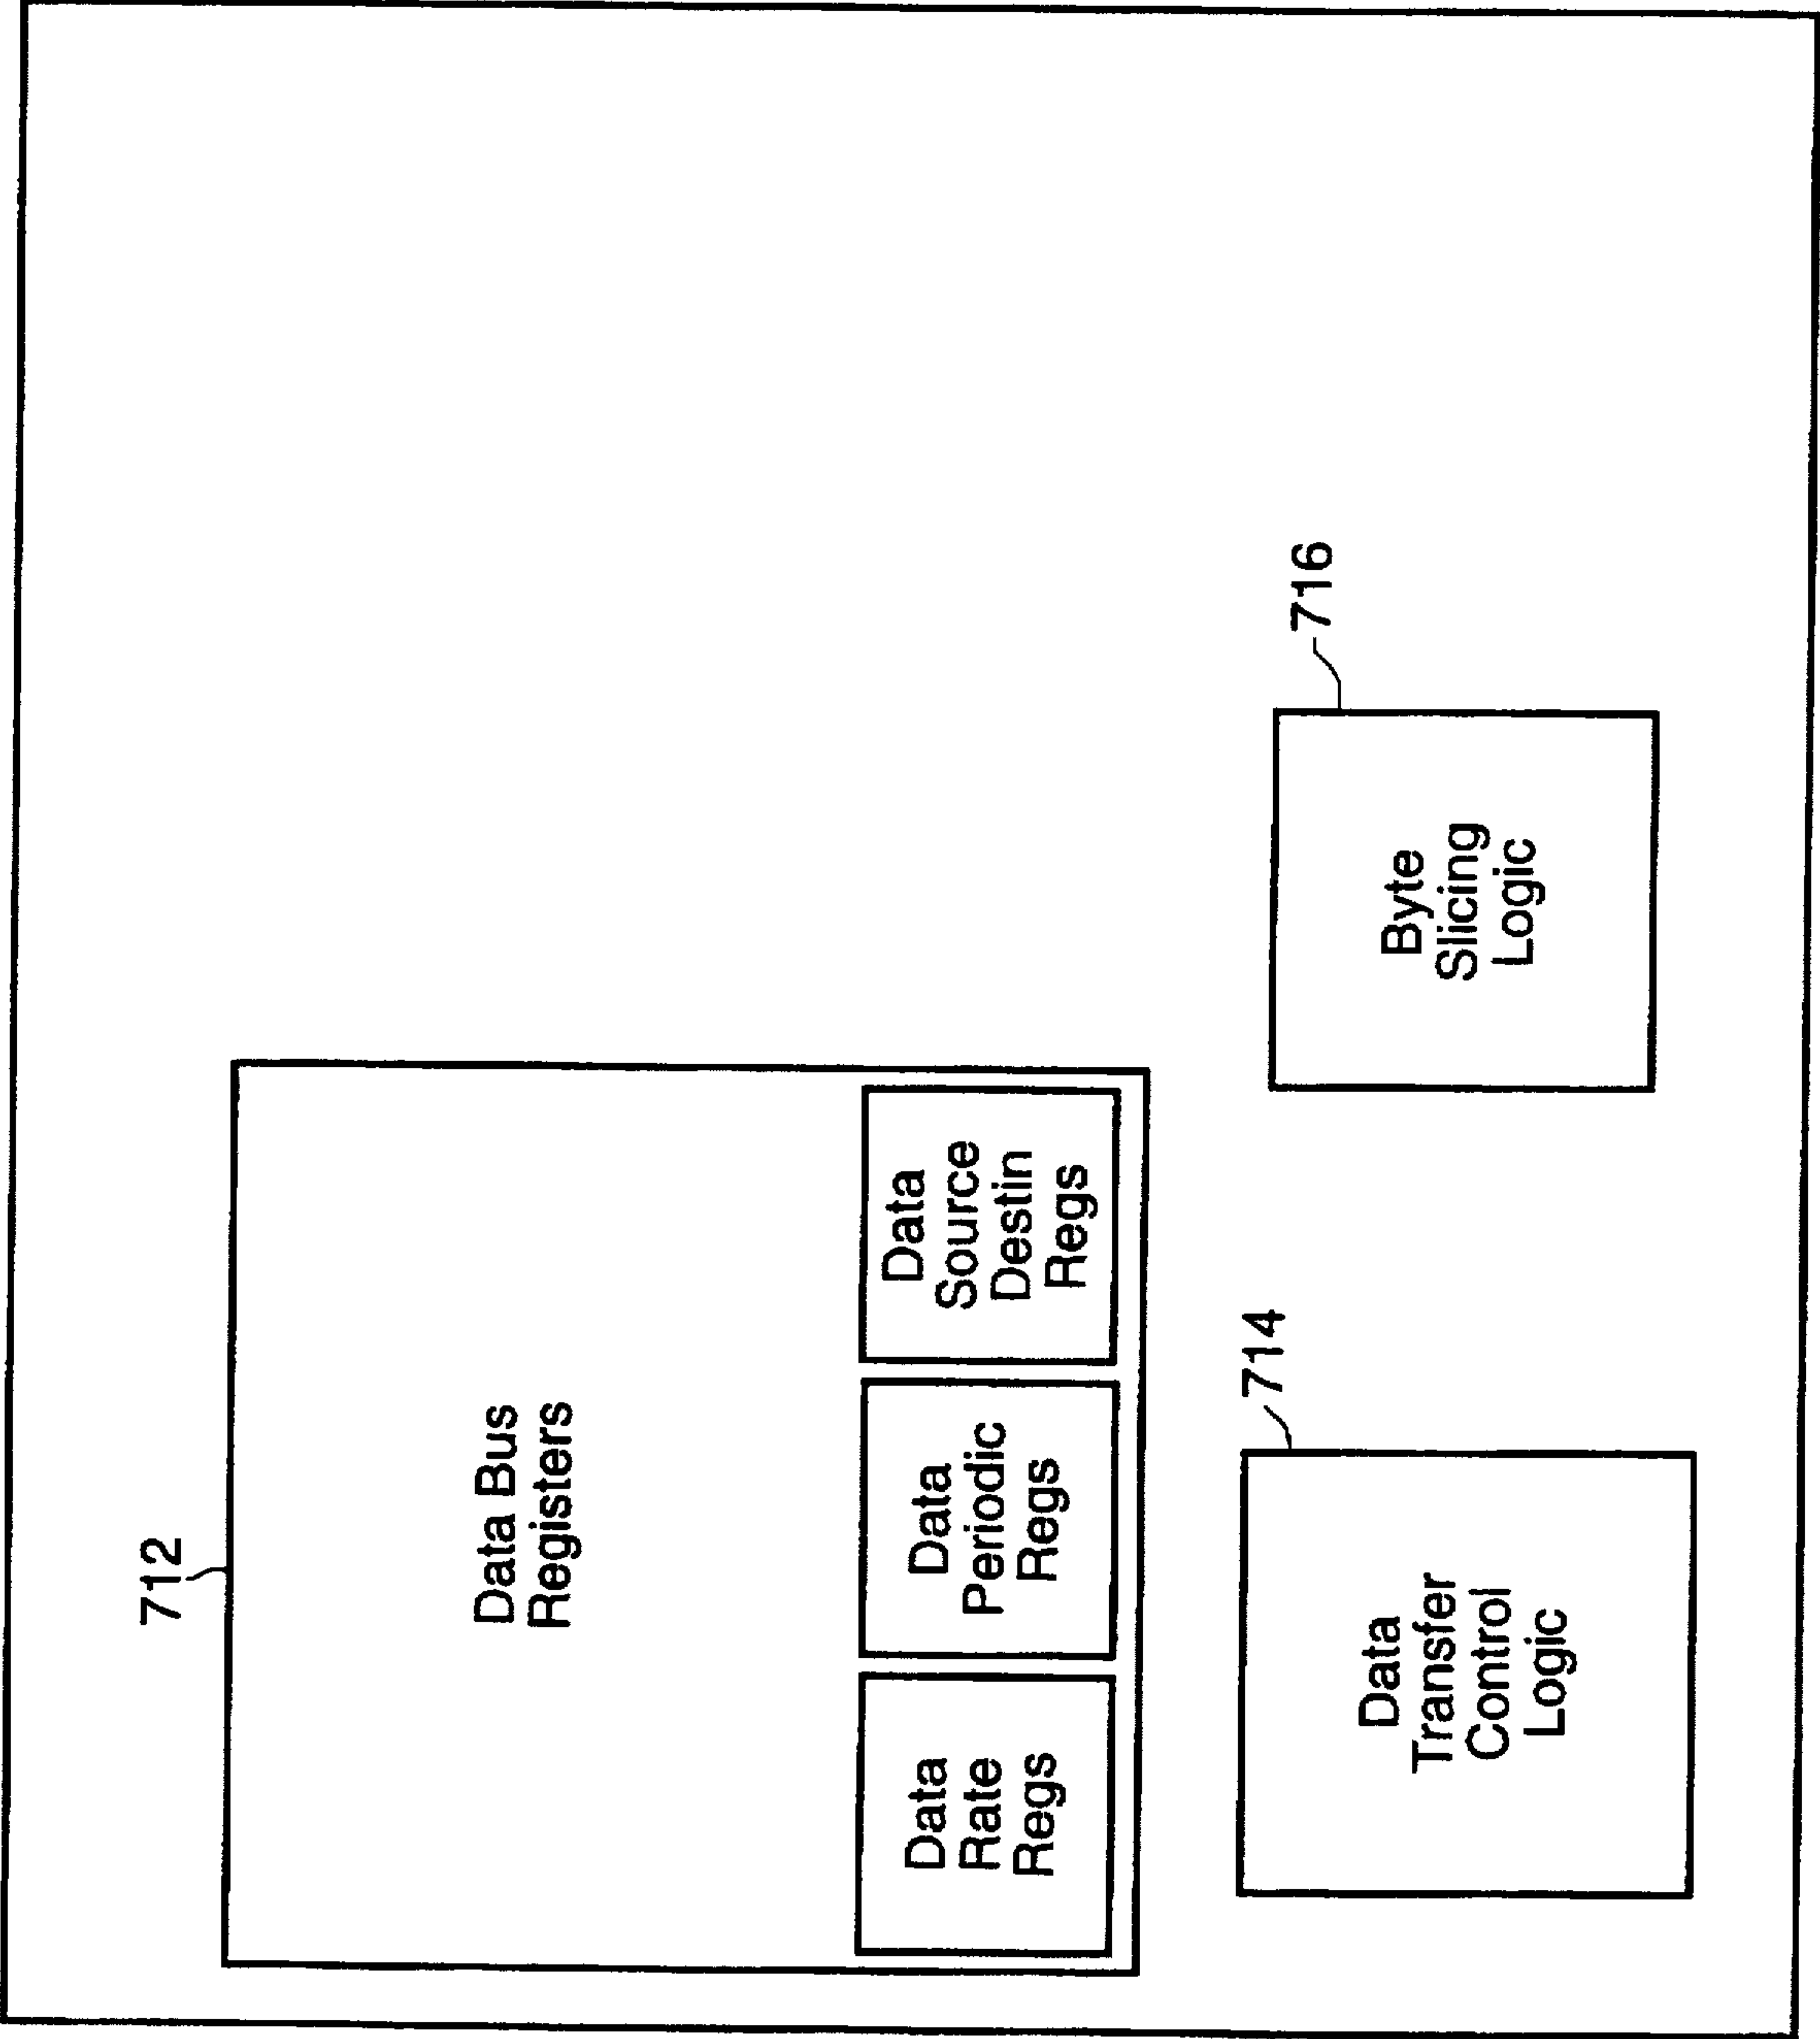 712
Data Bus
Registers
Data
Rate
Regs
Data
Periodic
Regs
Data
Source
Destin
Regs
714
Data
Transfer
Control
Logic
716
Byte
Slicing
Logic